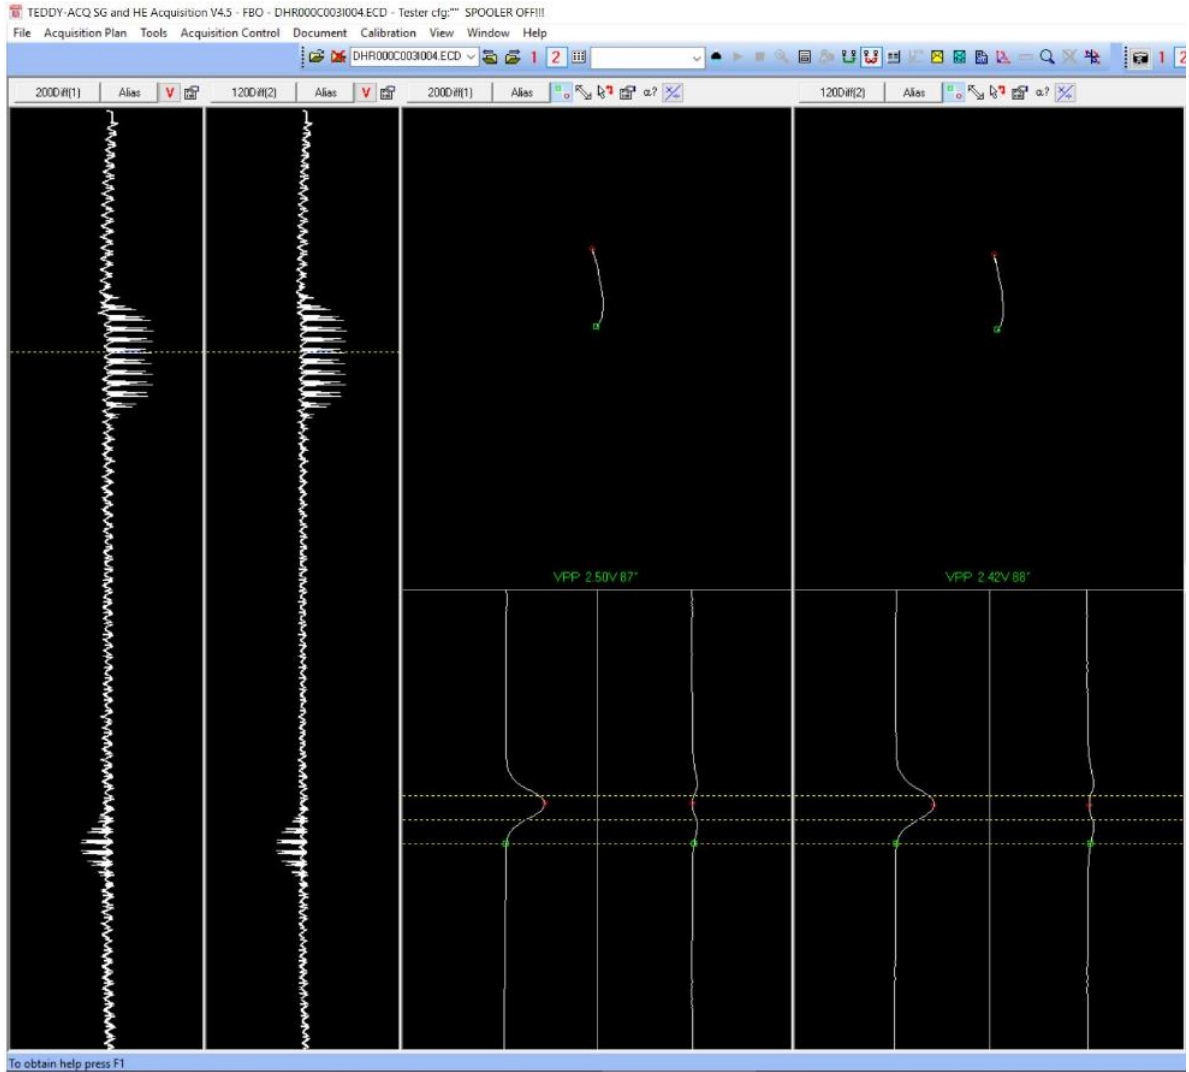 TEDDY-ACQ SG and HE Acquisition V4.5 - FBO - DHR000C003I004.ECD - Tester cfg:"" SPOOLER OFF!!!
File Acquisition Plan Tools Acquisition Control Document Calibration View Window Help
DHR000C003I004.ECD 1 2 1 2
200Diff(1) Alias V 120Diff(2) Alias V 200Diff(1) Alias α? 120Diff(2) Alias α?
VPP 2.50V 87° VPP 2.42V 88°
To obtain help press F1